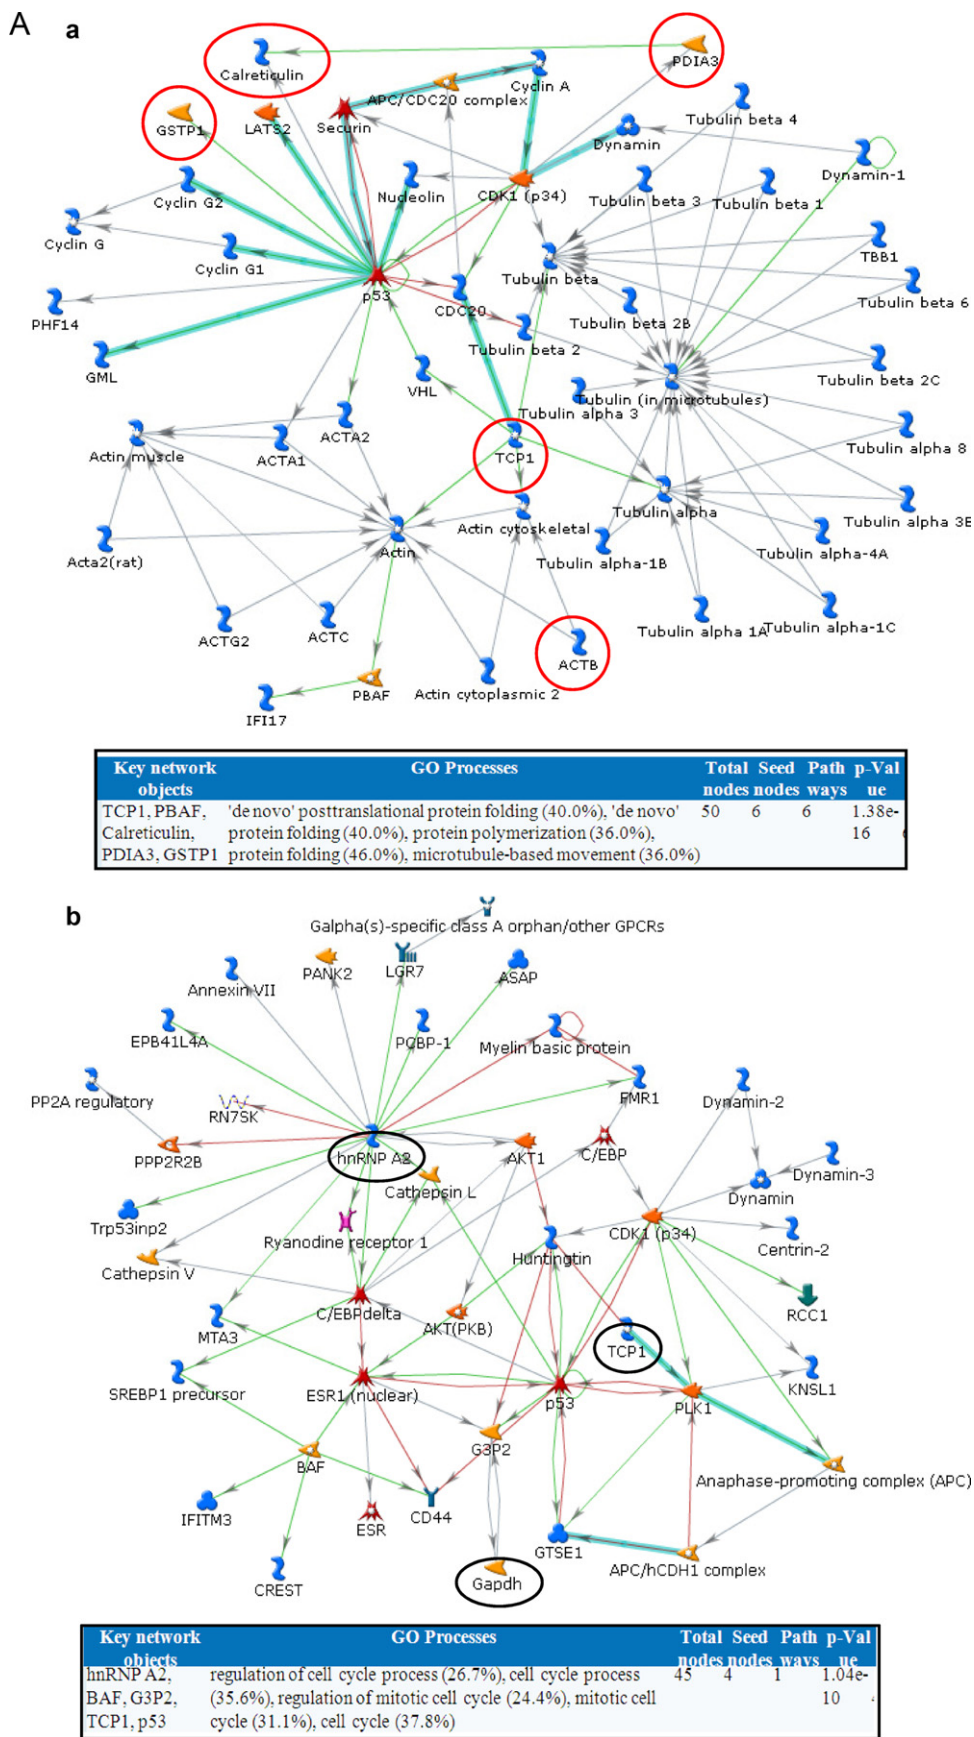 A
a
Calreticulin
PDIA3
APC/CDC20 complex
Cyclin A
GSTP1
LATS2
Securin
Tubulin beta 4
Dynamin
Dynamin-1
Nucleolin
CDK1 (p34)
Cyclin G2
Tubulin beta 3
Tubulin beta 1
Cyclin G
Cyclin G1
TBB1
Tubulin beta
p53
PHF14
CDC20
Tubulin beta 6
Tubulin beta 2B
Tubulin beta 2
GML
VHL
Tubulin beta 2C
Tubulin (in microtubules)
Tubulin alpha 3
ACTA2
Actin muscle
ACTA1
TCP1
Tubulin alpha 8
Tubulin alpha
Actin cytoskeletal
Tubulin alpha 3E
Acta2(rat)
Actin
Tubulin alpha-1B
Tubulin alpha-4A
ACTG2
ACTC
Tubulin alpha 1A
Tubulin alpha-1C
ACTB
PBAF
Actin cytoplasmic 2
IFI17
Key network GO Processes Total Seed Path p-Val
objects nodes nodes ways ue
TCP1, PBAF, 'de novo' posttranslational protein folding (40.0%), 'de novo' 50 6 6 1.38e-
Calreticulin, protein folding (40.0%), protein polymerization (36.0%), 16
PDIA3, GSTP1 protein folding (46.0%), microtubule-based movement (36.0%)
b
Galpha(s)-specific class A orphan/other GPCRs
PANK2
LGR7
ASAP
Annexin VII
EPB41L4A
PCBP-1
Myelin basic protein
PP2A regulatory
RN7SK
FMR1
Dynamin-2
PPP2R2B
hnRNP A2
AKT1
C/EBP
Cathepsin L
Dynamin-3
Dynamin
Trp53inp2
Ryanodine receptor 1
CDK1 (p34)
Centrin-2
Cathepsin V
Huntingtin
C/EBPdelta
RCC1
MTA3
AKT(PKB)
TCP1
SREBP1 precursor
ESR1 (nuclear)
p53
PLK1
KNSL1
G3P2
BAF
Anaphase-promoting complex (APC)
IFITM3
ESR
CD44
GTSE1
APC/hCDH1 complex
CREST
Gapdh
Key network GO Processes Total Seed Path p-Val
objects nodes nodes ways ue
hnRNP A2, regulation of cell cycle process (26.7%), cell cycle process 45 4 1 1.04e-
BAF, G3P2, (35.6%), regulation of mitotic cell cycle (24.4%), mitotic cell 10
TCP1, p53 cycle (31.1%), cell cycle (37.8%)